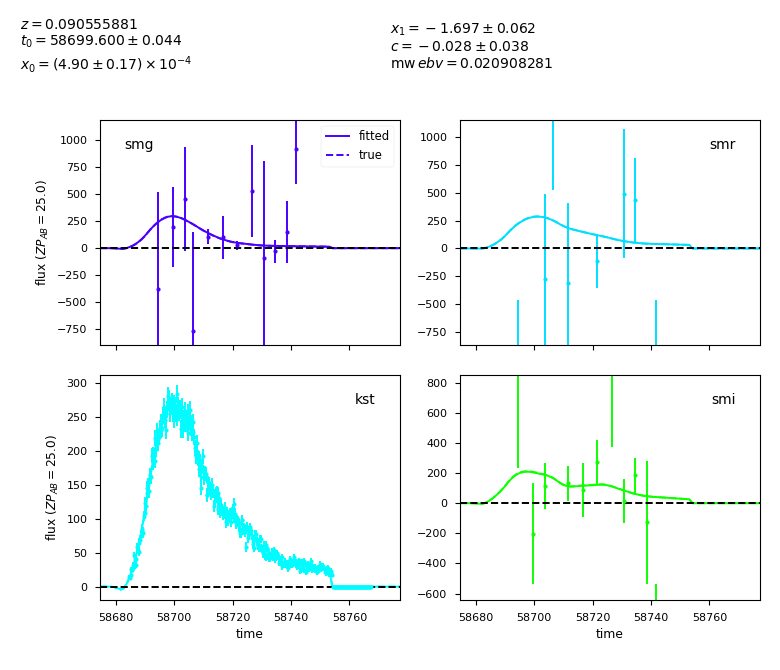 z = 0.090555881
t₀ = 58699.600 ± 0.044
x₀ = (4.90 ± 0.17) × 10⁻⁴
x₁ = −1.697 ± 0.062
c = −0.028 ± 0.038
mw ebv = 0.020908281
smg
fitted
true
1000
750
500
250
0
−250
−500
−750
flux (ZP_AB = 25.0)
smr
1000
750
500
250
0
−250
−500
−750
kst
300
250
200
150
100
50
0
flux (ZP_AB = 25.0)
58680 58700 58720 58740 58760
time
smi
800
600
400
200
0
−200
−400
−600
58680 58700 58720 58740 58760
time